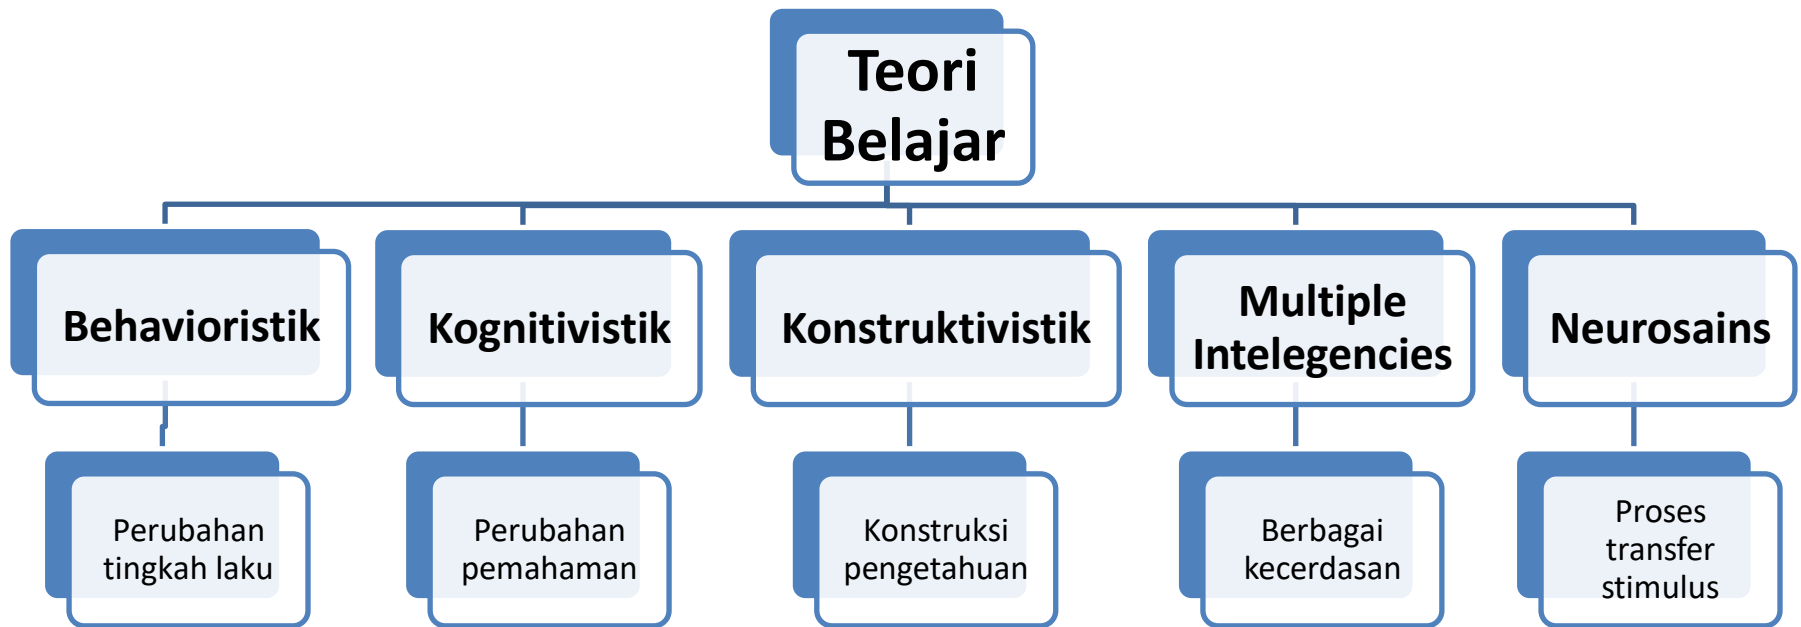 Teori
Belajar
Behavioristik
Kognitivistik
Konstruktivistik
Multiple
Intelegencies
Neurosains
Perubahan
tingkah laku
Perubahan
pemahaman
Konstruksi
pengetahuan
Berbagai
kecerdasan
Proses
transfer
stimulus